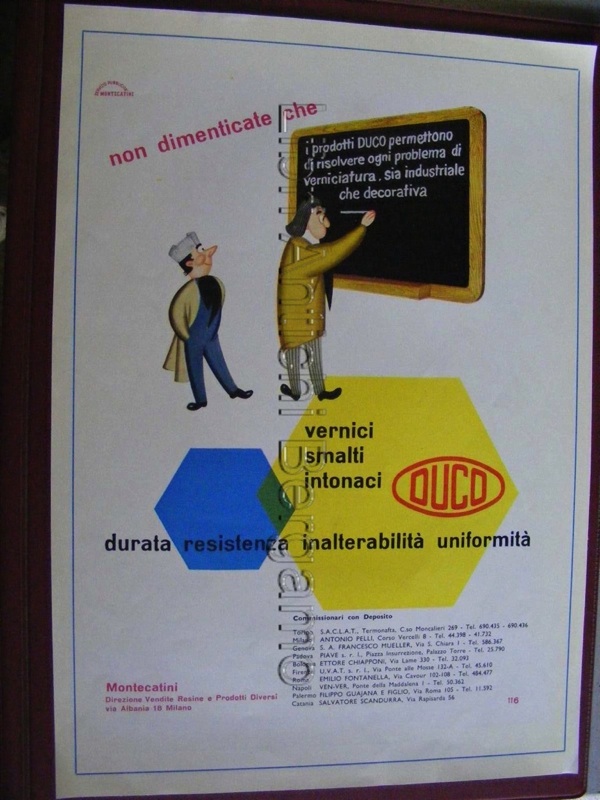 MONTECATINI
non dimenticate che
i prodotti DUCO permettono
di risolvere ogni problema di
verniciatura. sia industriale
che decorativa
vernici
smalti
intonaci
DUCO
durata resistenza inalterabilità uniformità
Commissionari con Deposito
Torino S.A.C.L.A.T., Termonafta, C.so Moncalieri 269 - Tel. 690.435 - 690.436
Milano ANTONIO PELLI, Corso Vercelli 8 - Tel. 44.398 - 41.722
Genova S. A. FRANCESCO MUELLER, Via S. Chiara 1 - Tel. 586.367
Padova PIAVE s. r. l., Piazza Insurrezione, Palazzo Torre - Tel. 25.790
ETTORE CHIAPPONI, Via Lame 330 - Tel. 32.093
Firenze U.V.A.T. s. r. l., Via Ponte alle Mosse 132-A - Tel. 45.610
Roma EMILIO FONTANELLA, Via Cavour 102-108 - Tel. 484.477
Napoli VEN-VER, Ponte della Maddalena 1 - Tel. 50.362
Palermo FILIPPO GUAJANA E FIGLIO, Via Roma 105 - Tel. 11.592
Catania SALVATORE SCANDURRA, Via Rapisarda 56
Montecatini
Direzione Vendite Resine e Prodotti Diversi
via Albania 18 Milano
116